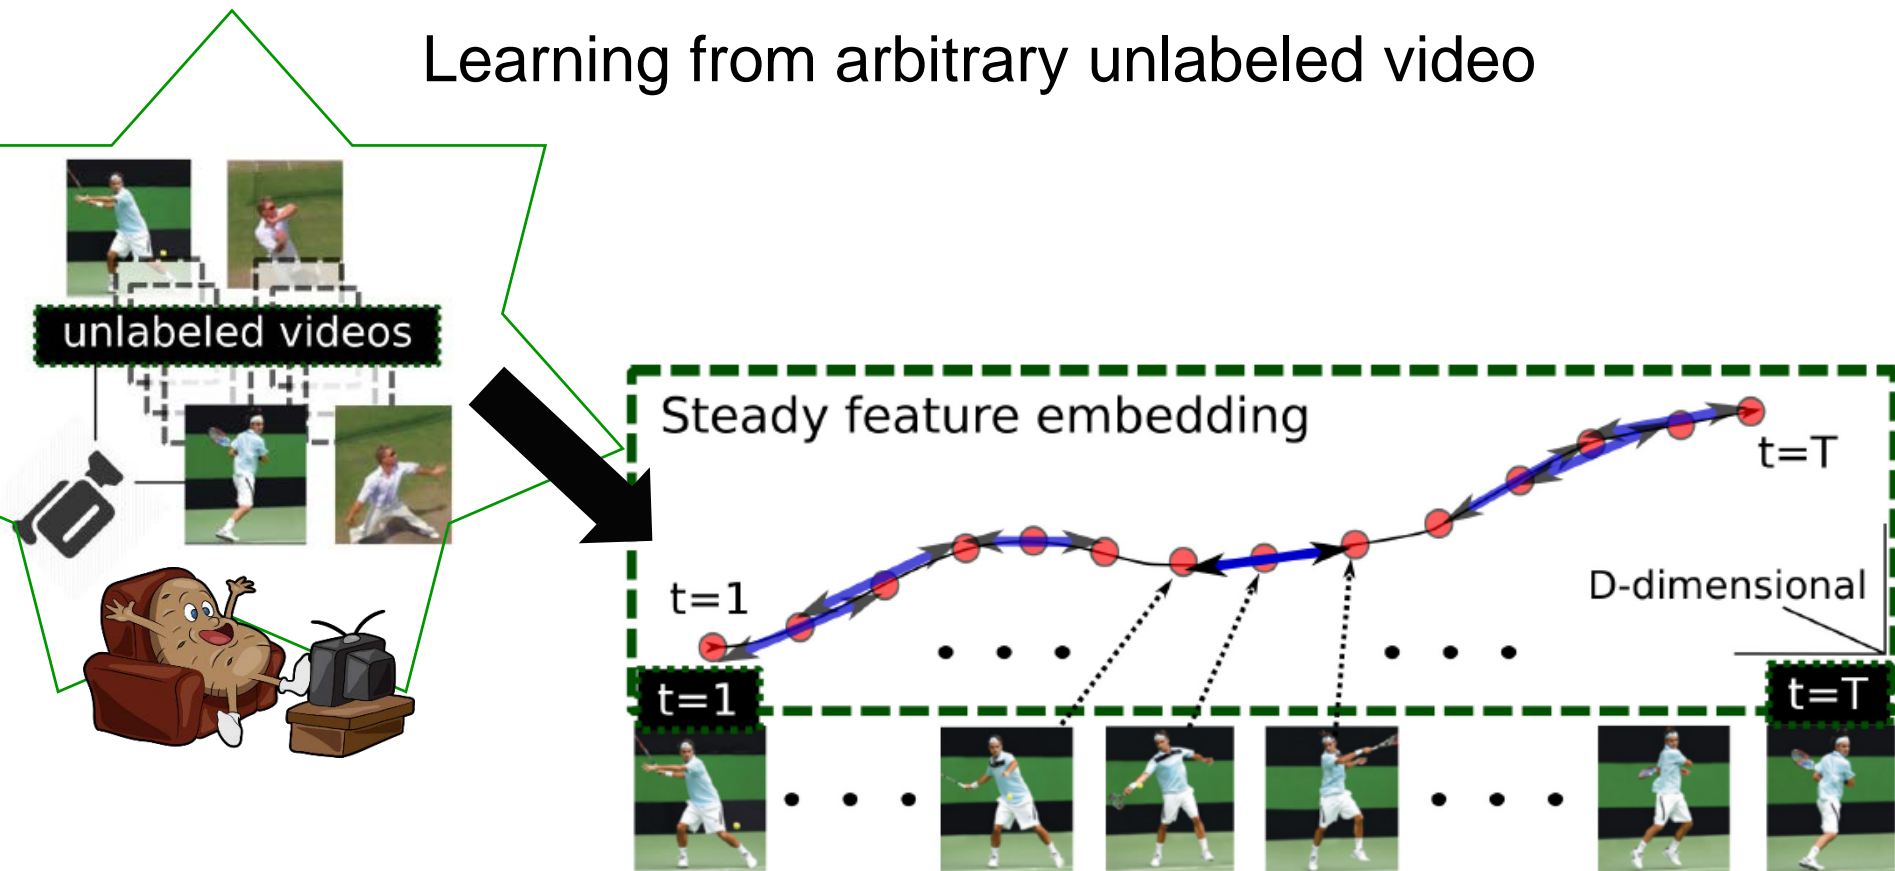 Learning from arbitrary unlabeled video
unlabeled videos
Steady feature embedding
t=T
t=1
D-dimensional
t=1
t=T